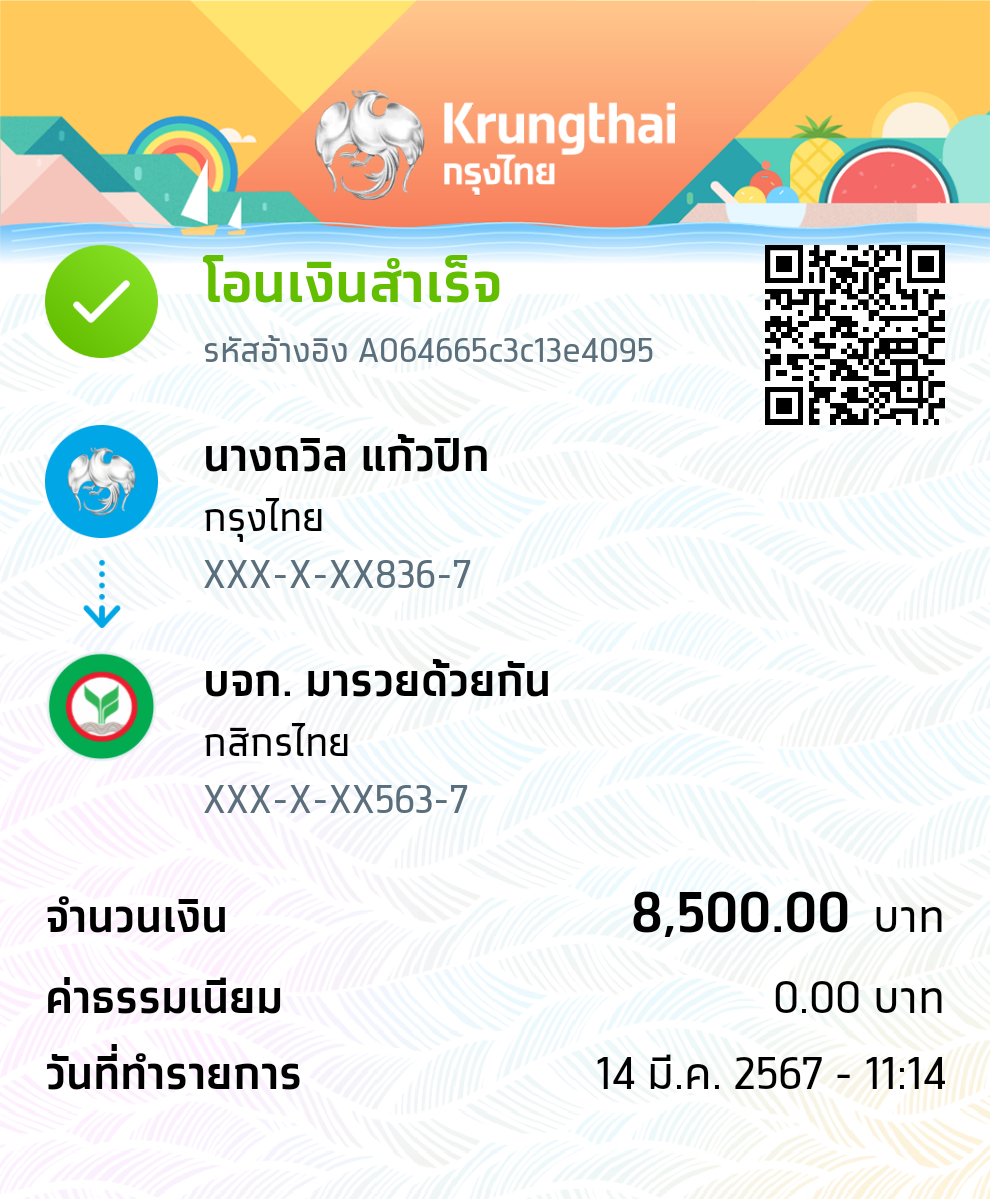 Krungthai
กรุงไทย
โอนเงินสำเร็จ
รหัสอ้างอิง A064665c3c13e4095
นางถวิล แก้วปิก
กรุงไทย
XXX-X-XX836-7
บจก. มารวยด้วยกัน
กสิกรไทย
XXX-X-XX563-7
จำนวนเงิน 8,500.00 บาท
ค่าธรรมเนียม 0.00 บาท
วันที่ทำรายการ 14 มี.ค. 2567 - 11:14